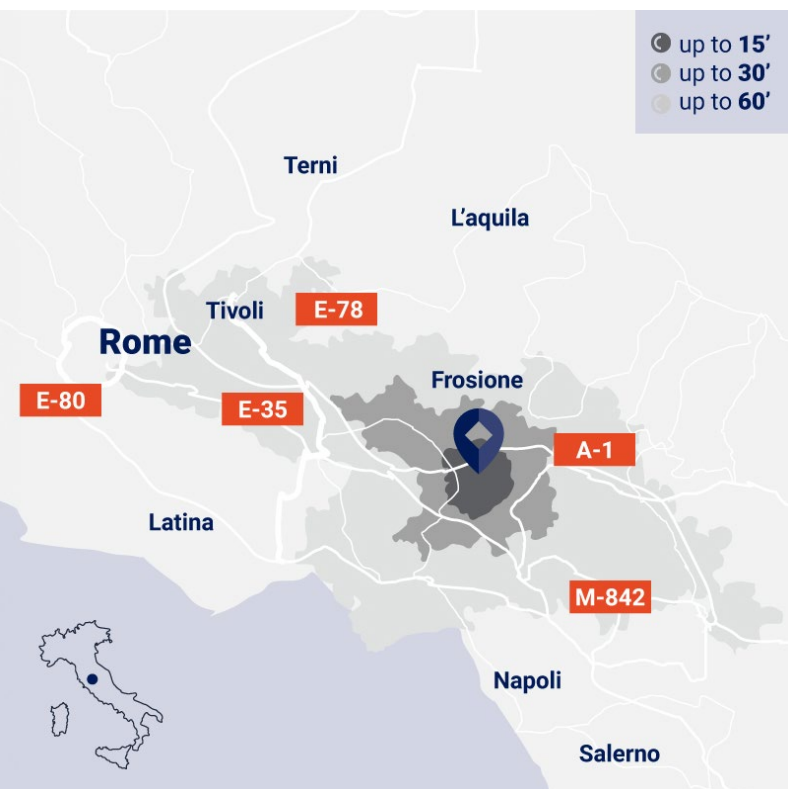 up to 15’
up to 30’
up to 60’
Terni
L’aquila
Tivoli
E-78
Rome
Frosione
E-80
E-35
A-1
Latina
M-842
Napoli
Salerno